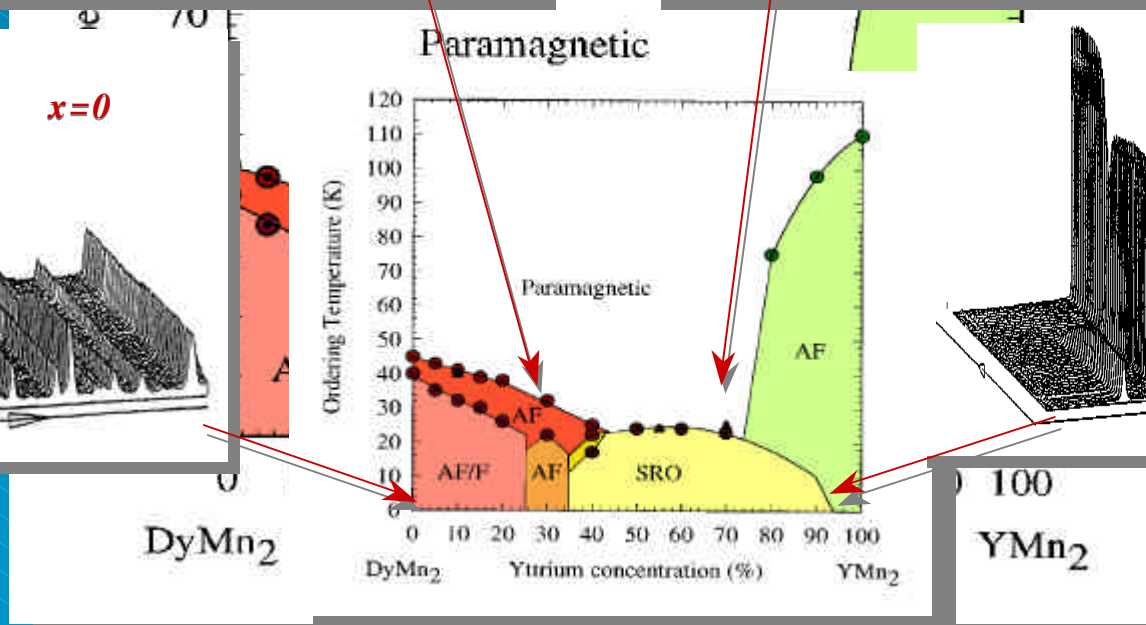 70
Paramagnetic
x=0
120
110
100
90
80
70
60
50
40
30
20
10
0
Ordering Temperature (K)
Paramagnetic
AF
AF
AF/F
AF
SRO
0 10 20 30 40 50 60 70 80 90 100
DyMn2
Yttrium concentration (%)
YMn2
0
100
DyMn2
YMn2